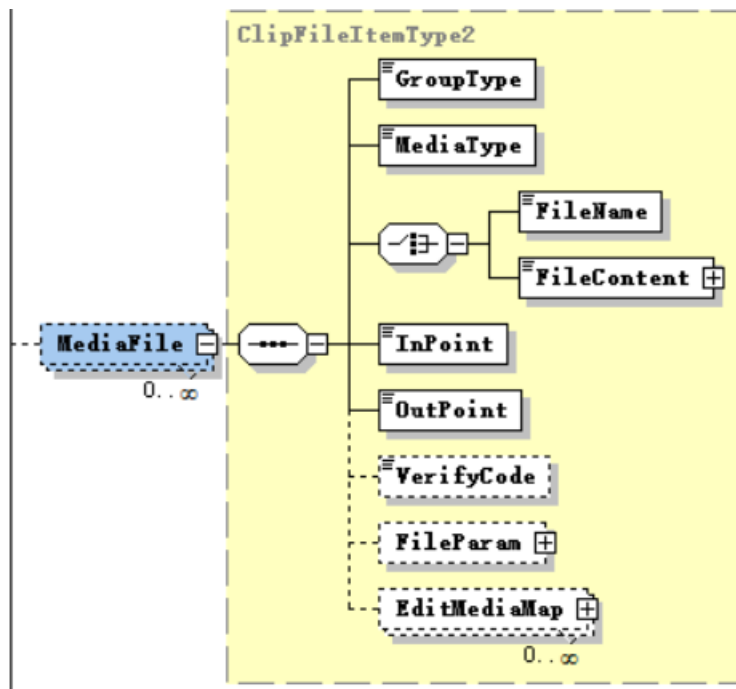 ClipFileItemType2
GroupType
MediaType
FileName
FileContent
MediaFile
0..∞
InPoint
OutPoint
VerifyCode
FileParam
EditMediaMap
0..∞